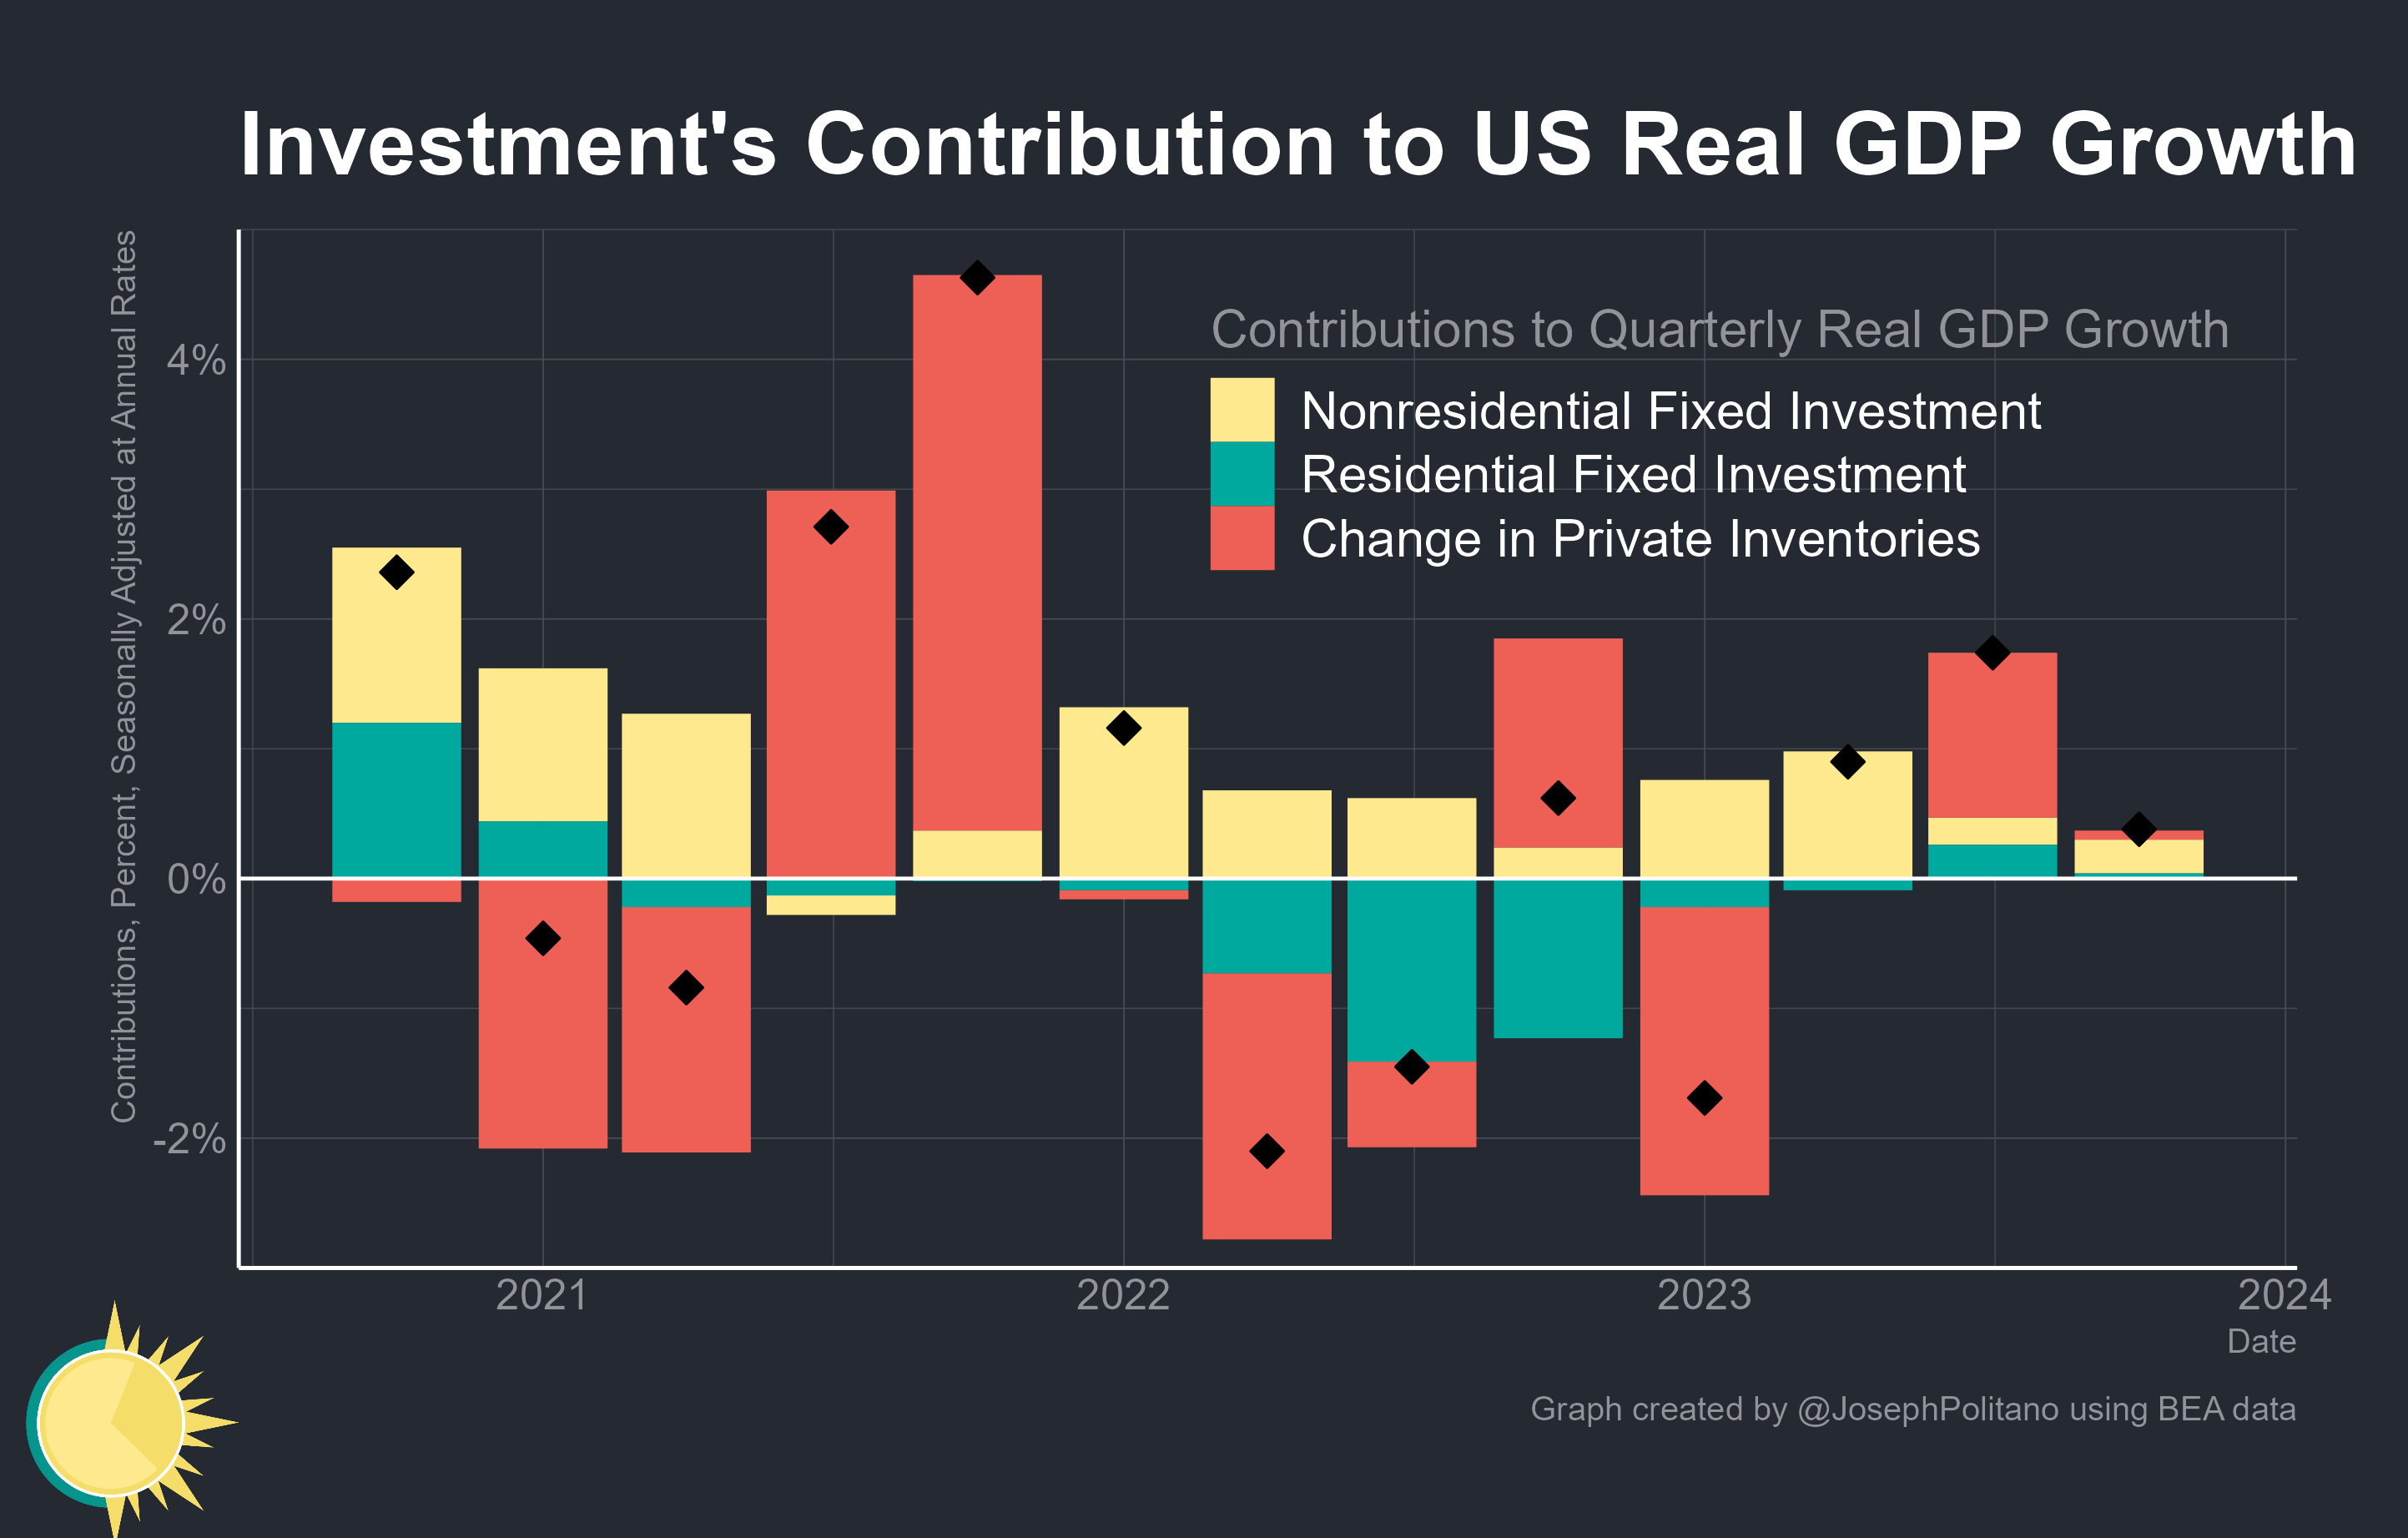 Investment's Contribution to US Real GDP Growth
Contributions, Percent, Seasonally Adjusted at Annual Rates
4%
2%
0%
-2%
Contributions to Quarterly Real GDP Growth
Nonresidential Fixed Investment
Residential Fixed Investment
Change in Private Inventories
2021
2022
2023
2024
Date
Graph created by @JosephPolitano using BEA data